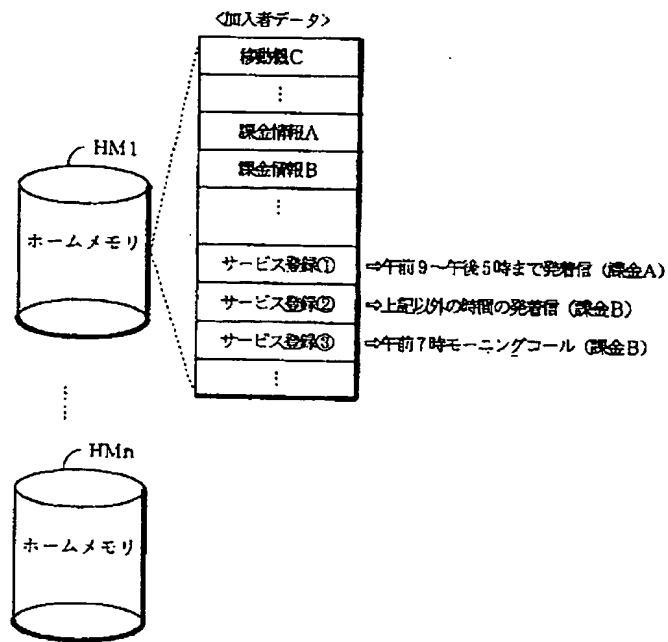 <加入者データ>
移動機C
⋮
課金情報A
課金情報B
⋮
サービス登録① ⇨午前9～午後5時まで発着信(課金A)
サービス登録② ⇨上記以外の時間の発着信(課金B)
サービス登録③ ⇨午前7時モーニングコール(課金B)
⋮
HM1
ホームメモリ
HMn
ホームメモリ